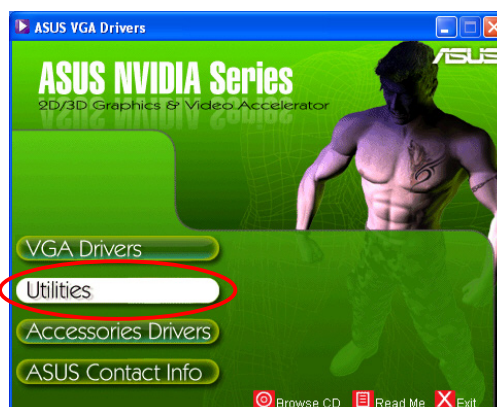 ASUS VGA Drivers
ASUS
ASUS NVIDIA Series
2D/3D Graphics & Video Accelerator
VGA Drivers
Utilities
Accessories Drivers
ASUS Contact Info
Browse CD Read Me Exit